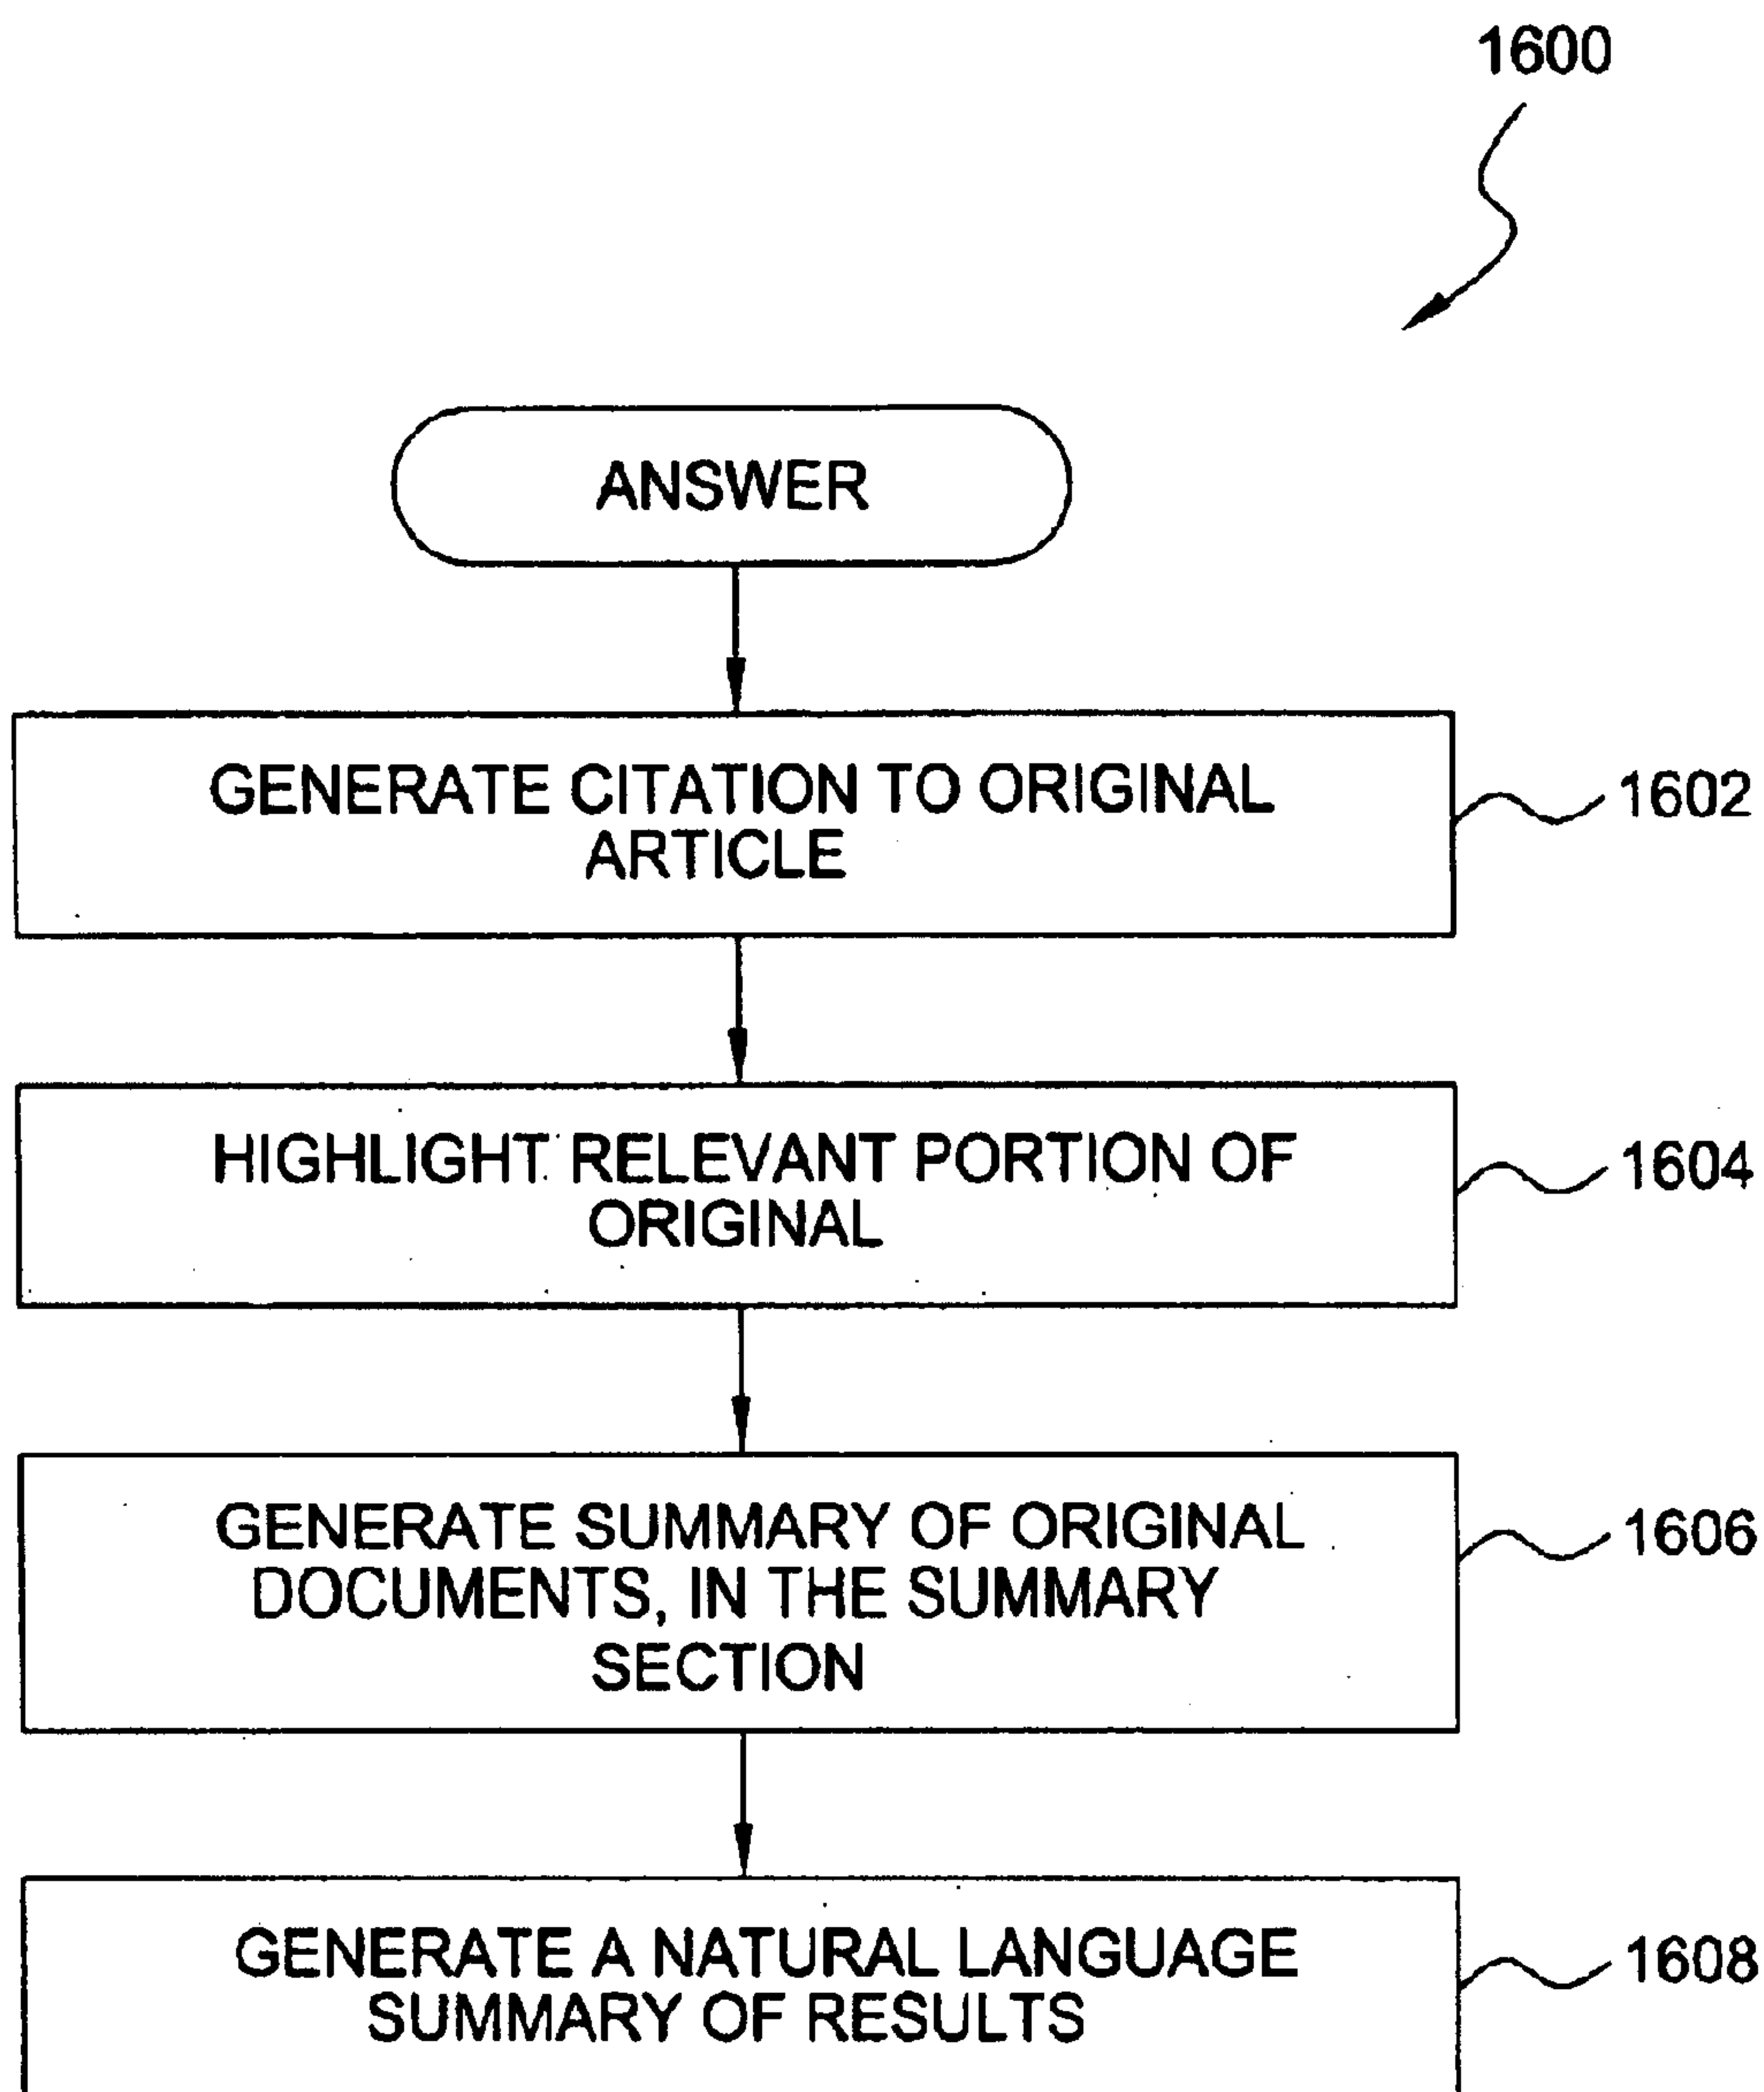 1600
ANSWER
GENERATE CITATION TO ORIGINAL
ARTICLE
1602
HIGHLIGHT RELEVANT PORTION OF
ORIGINAL
1604
GENERATE SUMMARY OF ORIGINAL
DOCUMENTS, IN THE SUMMARY
SECTION
1606
GENERATE A NATURAL LANGUAGE
SUMMARY OF RESULTS
1608